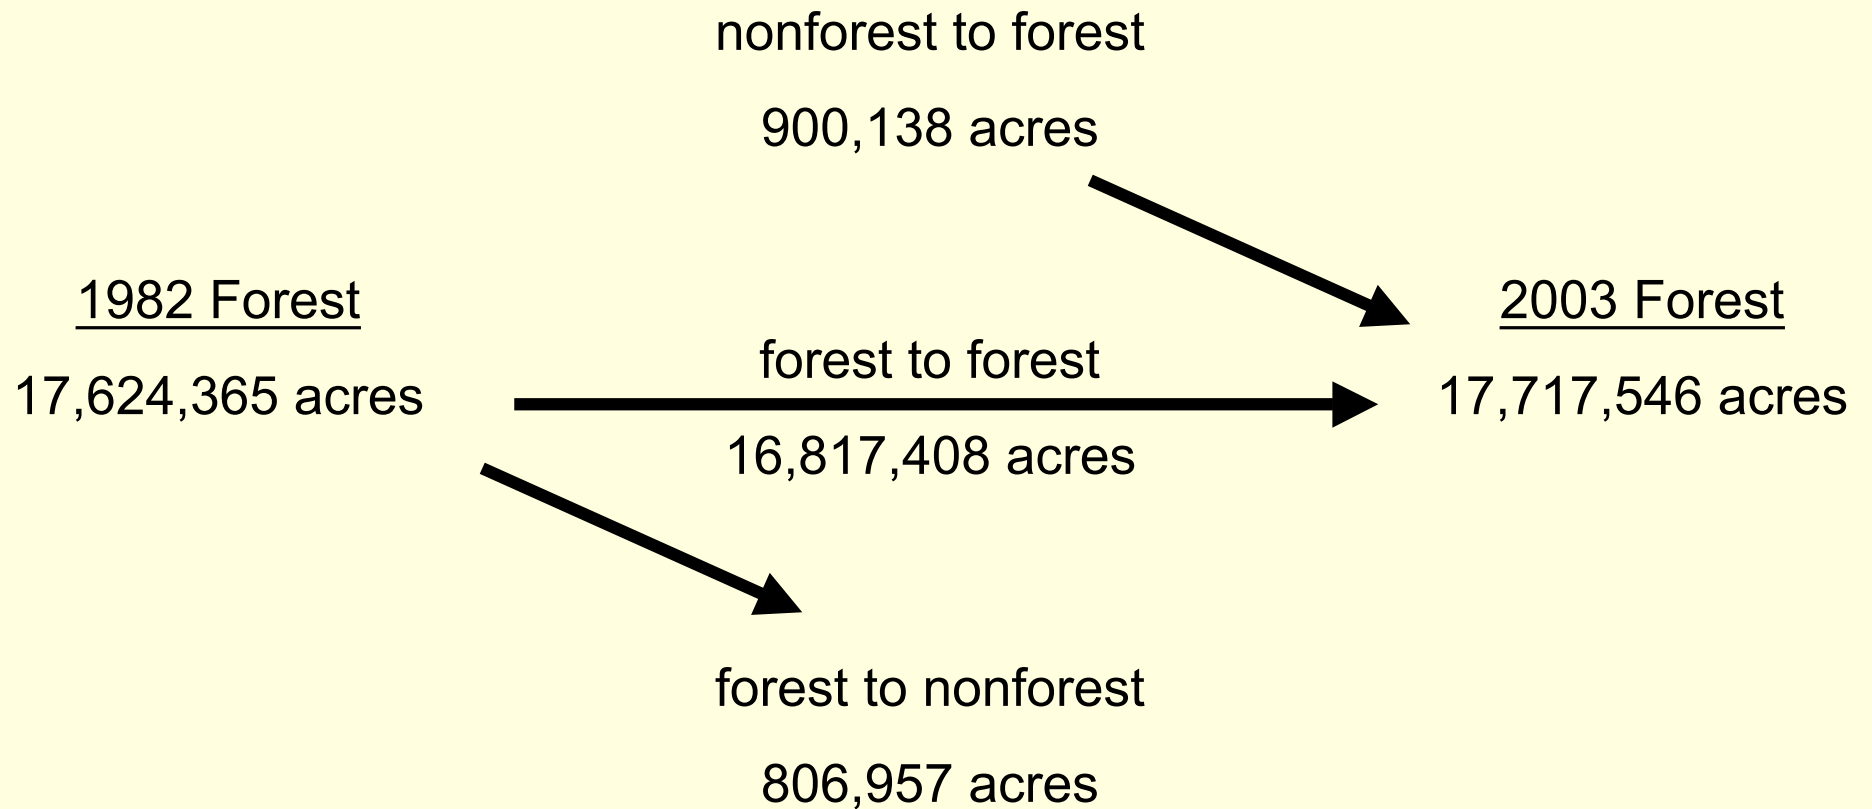 nonforest to forest
900,138 acres
1982 Forest
17,624,365 acres
forest to forest
16,817,408 acres
2003 Forest
17,717,546 acres
forest to nonforest
806,957 acres